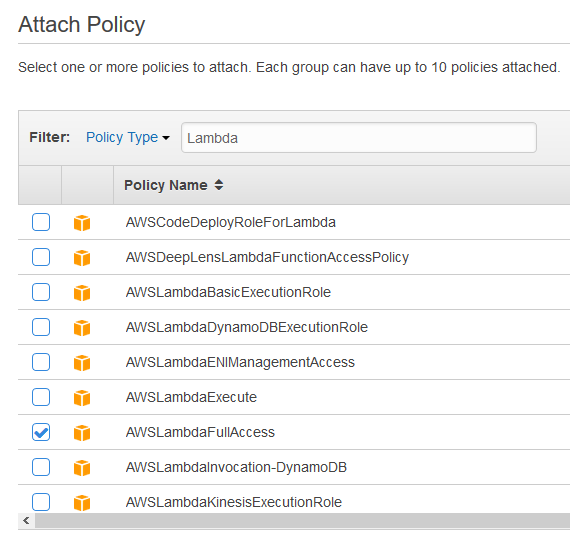 Attach Policy
Select one or more policies to attach. Each group can have up to 10 policies attached.
Filter: Policy Type Lambda
Policy Name
AWSCodeDeployRoleForLambda
AWSDeepLensLambdaFunctionAccessPolicy
AWSLambdaBasicExecutionRole
AWSLambdaDynamoDBExecutionRole
AWSLambdaENIManagementAccess
AWSLambdaExecute
AWSLambdaFullAccess
AWSLambdaInvocation-DynamoDB
AWSLambdaKinesisExecutionRole